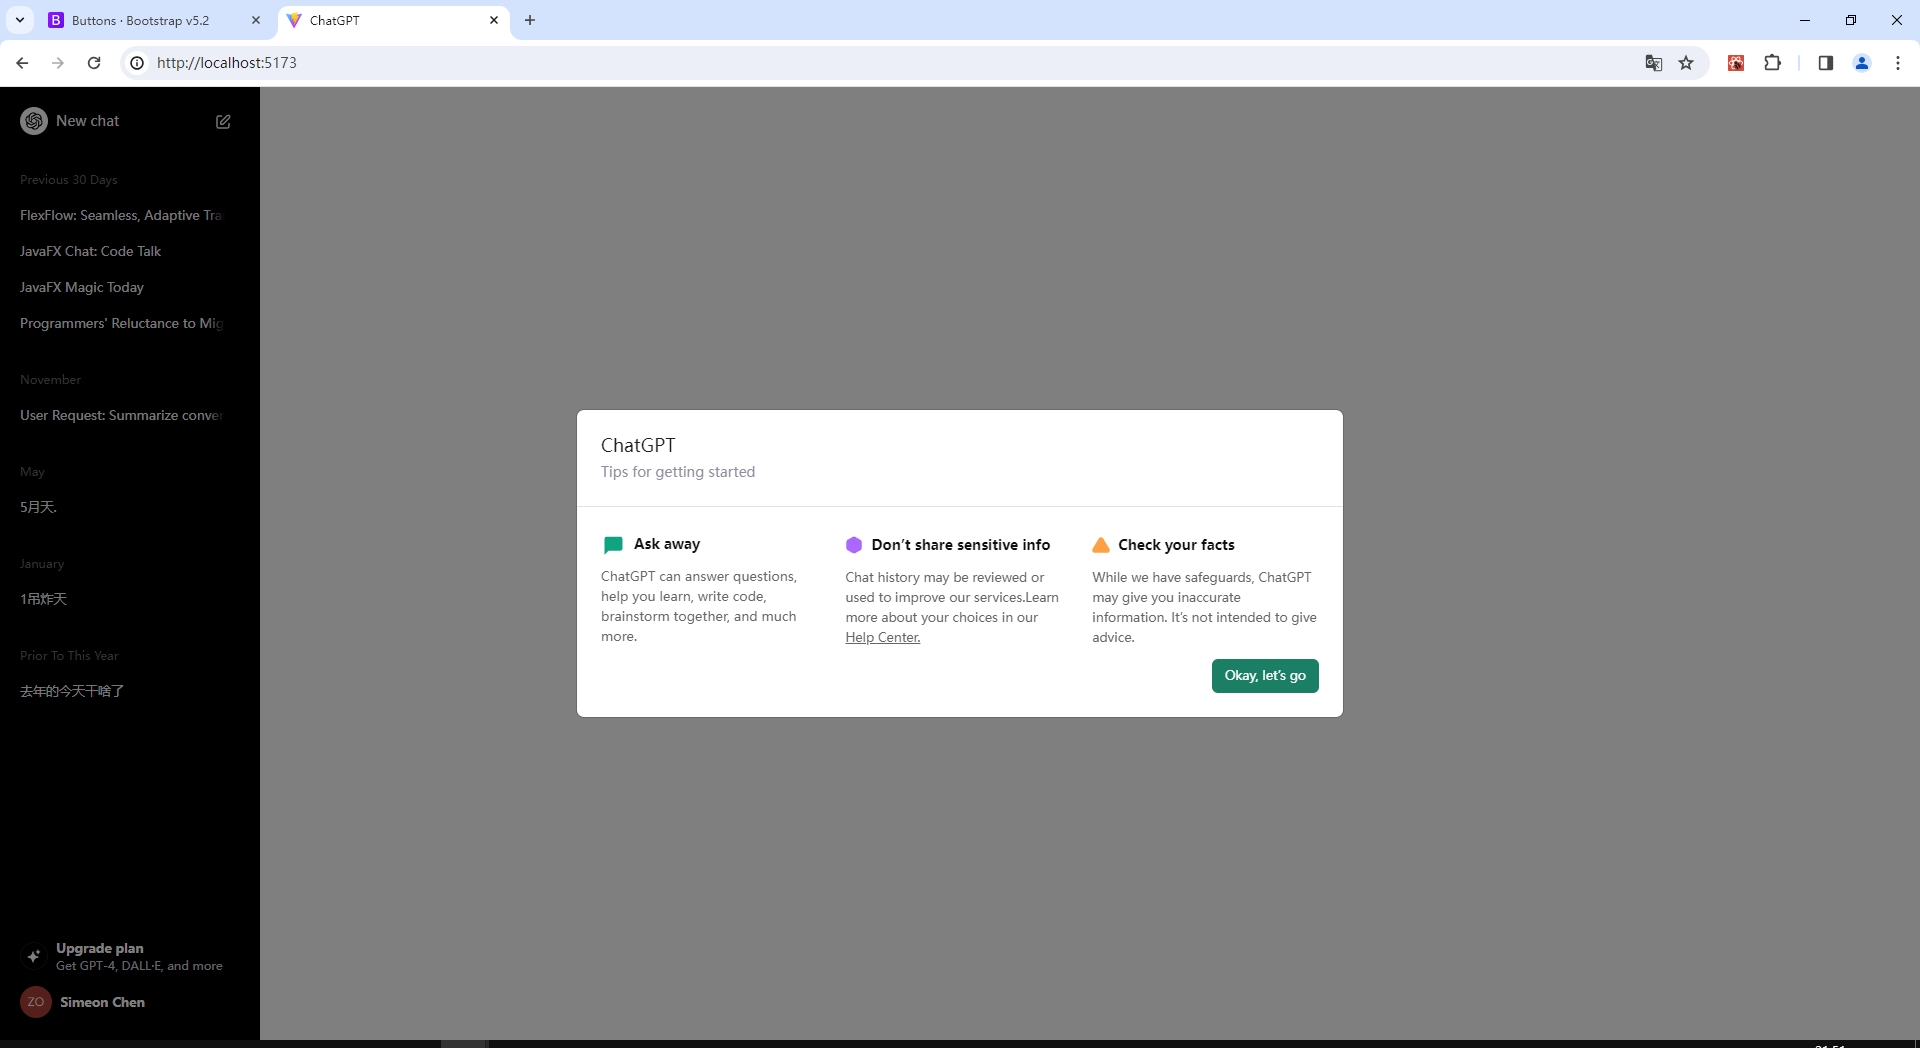 Buttons · Bootstrap v5.2
ChatGPT
http://localhost:5173
New chat
Previous 30 Days
FlexFlow: Seamless, Adaptive Tra
JavaFX Chat: Code Talk
JavaFX Magic Today
Programmers' Reluctance to Mig
November
User Request: Summarize conver
May
5月天.
January
1吊炸天
Prior To This Year
去年的今天干啥了
Upgrade plan
Get GPT-4, DALL·E, and more
ZO
Simeon Chen
ChatGPT
Tips for getting started
Ask away
ChatGPT can answer questions,
help you learn, write code,
brainstorm together, and much
more.
Don’t share sensitive info
Chat history may be reviewed or
used to improve our services.Learn
more about your choices in our
Help Center.
Check your facts
While we have safeguards, ChatGPT
may give you inaccurate
information. It’s not intended to give
advice.
Okay, let’s go